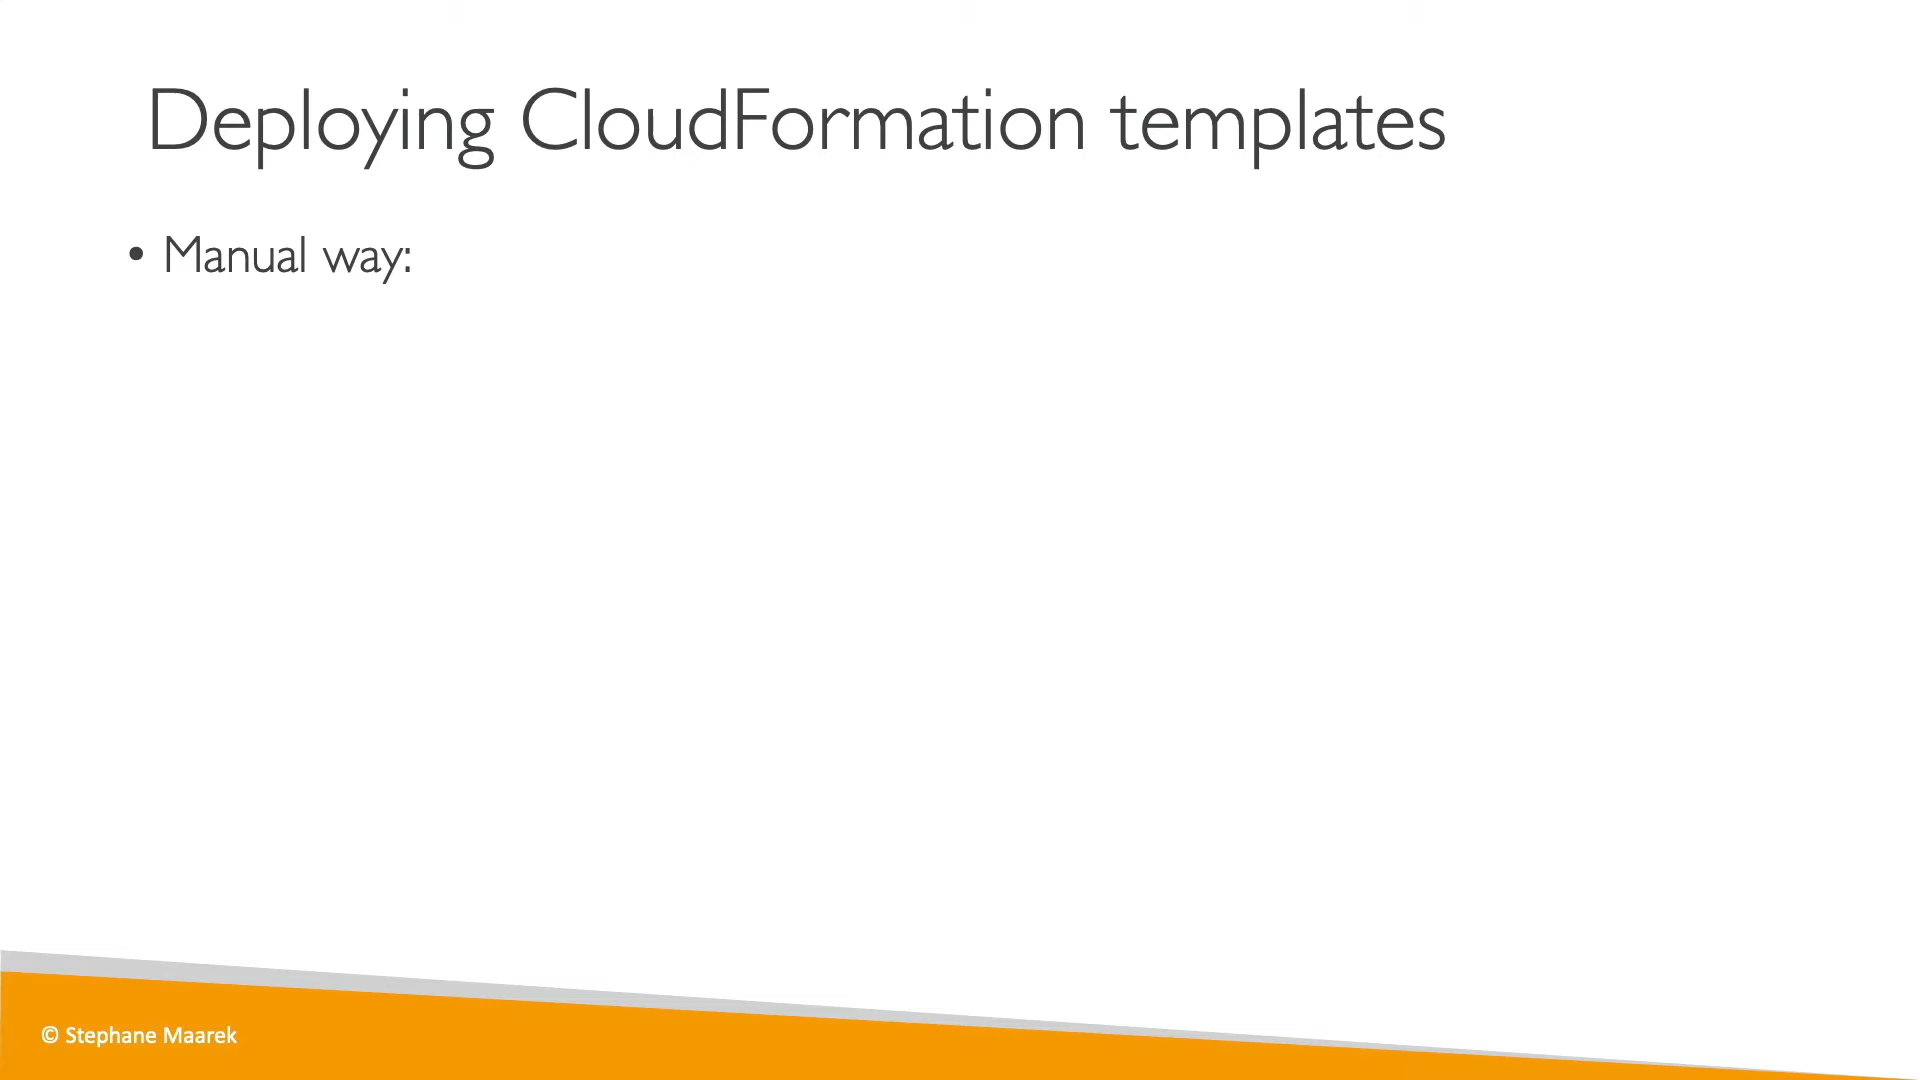 Deploying CloudFormation templates
• Manual way:
© Stephane Maarek